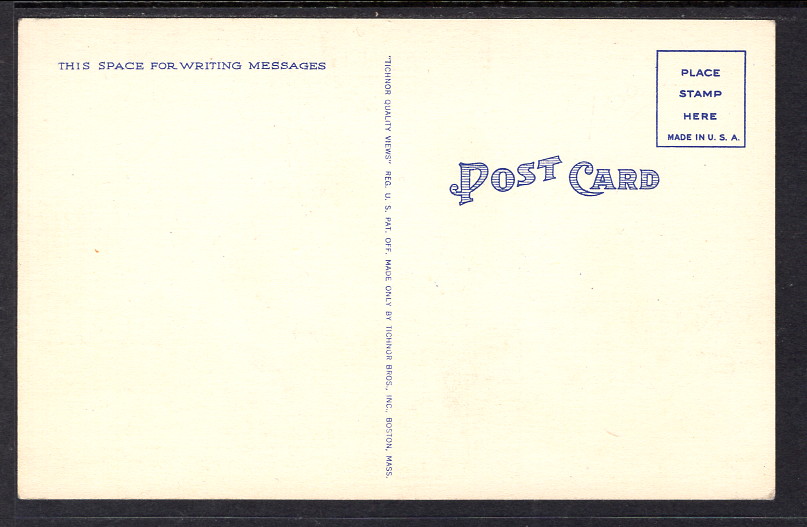 THIS SPACE FOR WRITING MESSAGES
"TICHNOR QUALITY VIEWS" REG. U. S. PAT. OFF. MADE ONLY BY TICHNOR BROS., INC., BOSTON, MASS.
PLACE
STAMP
HERE
MADE IN U. S. A.
POST CARD